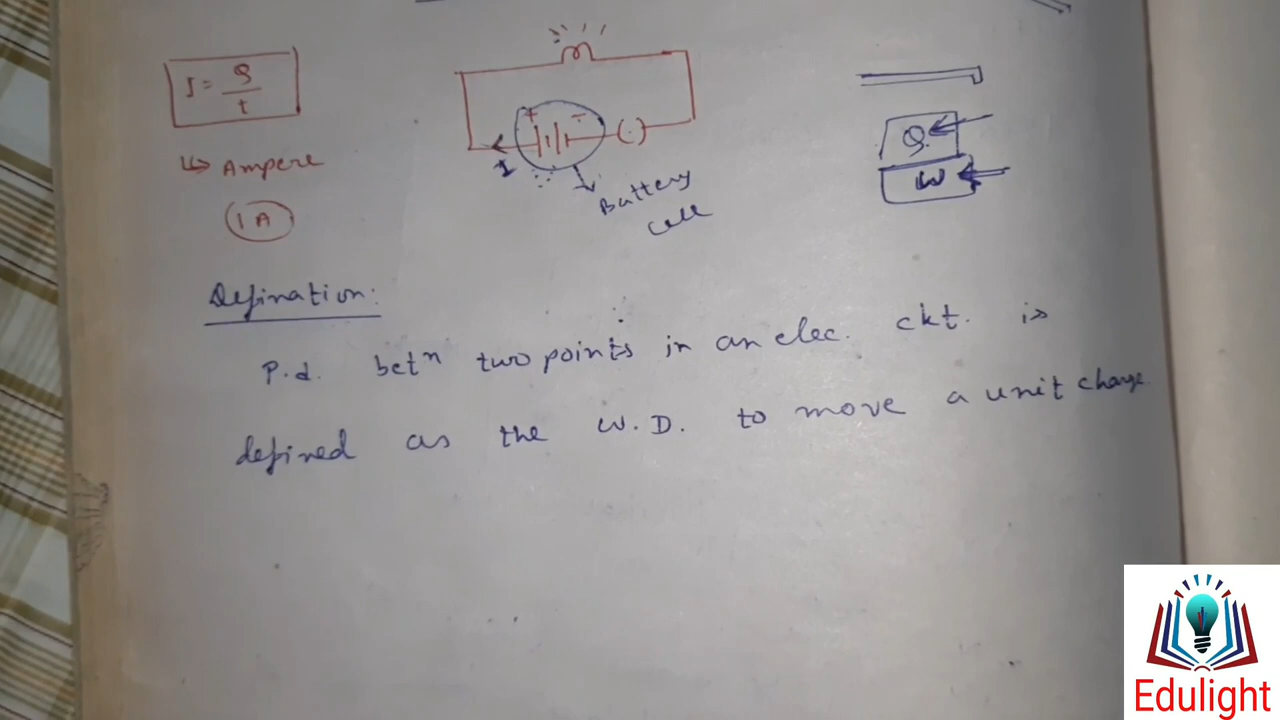 I = Q / t
↳ Ampere
1 A
+ -
I
Battery
cell
Q
W
Defination:
P.d. betⁿ two points in an elec. ckt. is
defined as the W.D. to move a unit charge
Edulight